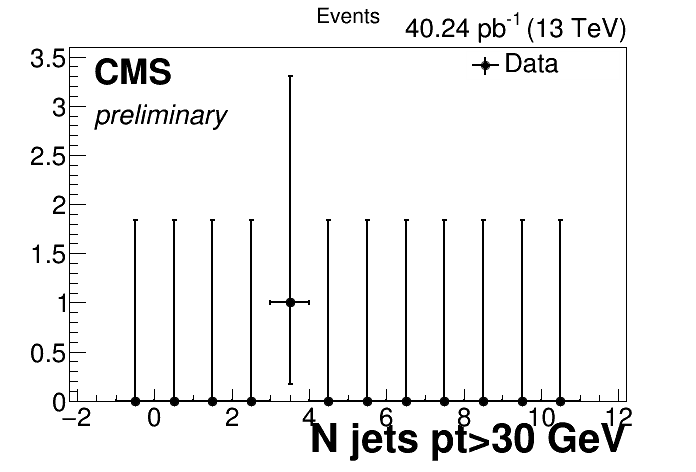 Events
40.24 pb-1 (13 TeV)
CMS
preliminary
Data
3.5
3
2.5
2
1.5
1
0.5
0
−2 0 2 4 6 8 10 12
N jets pt>30 GeV